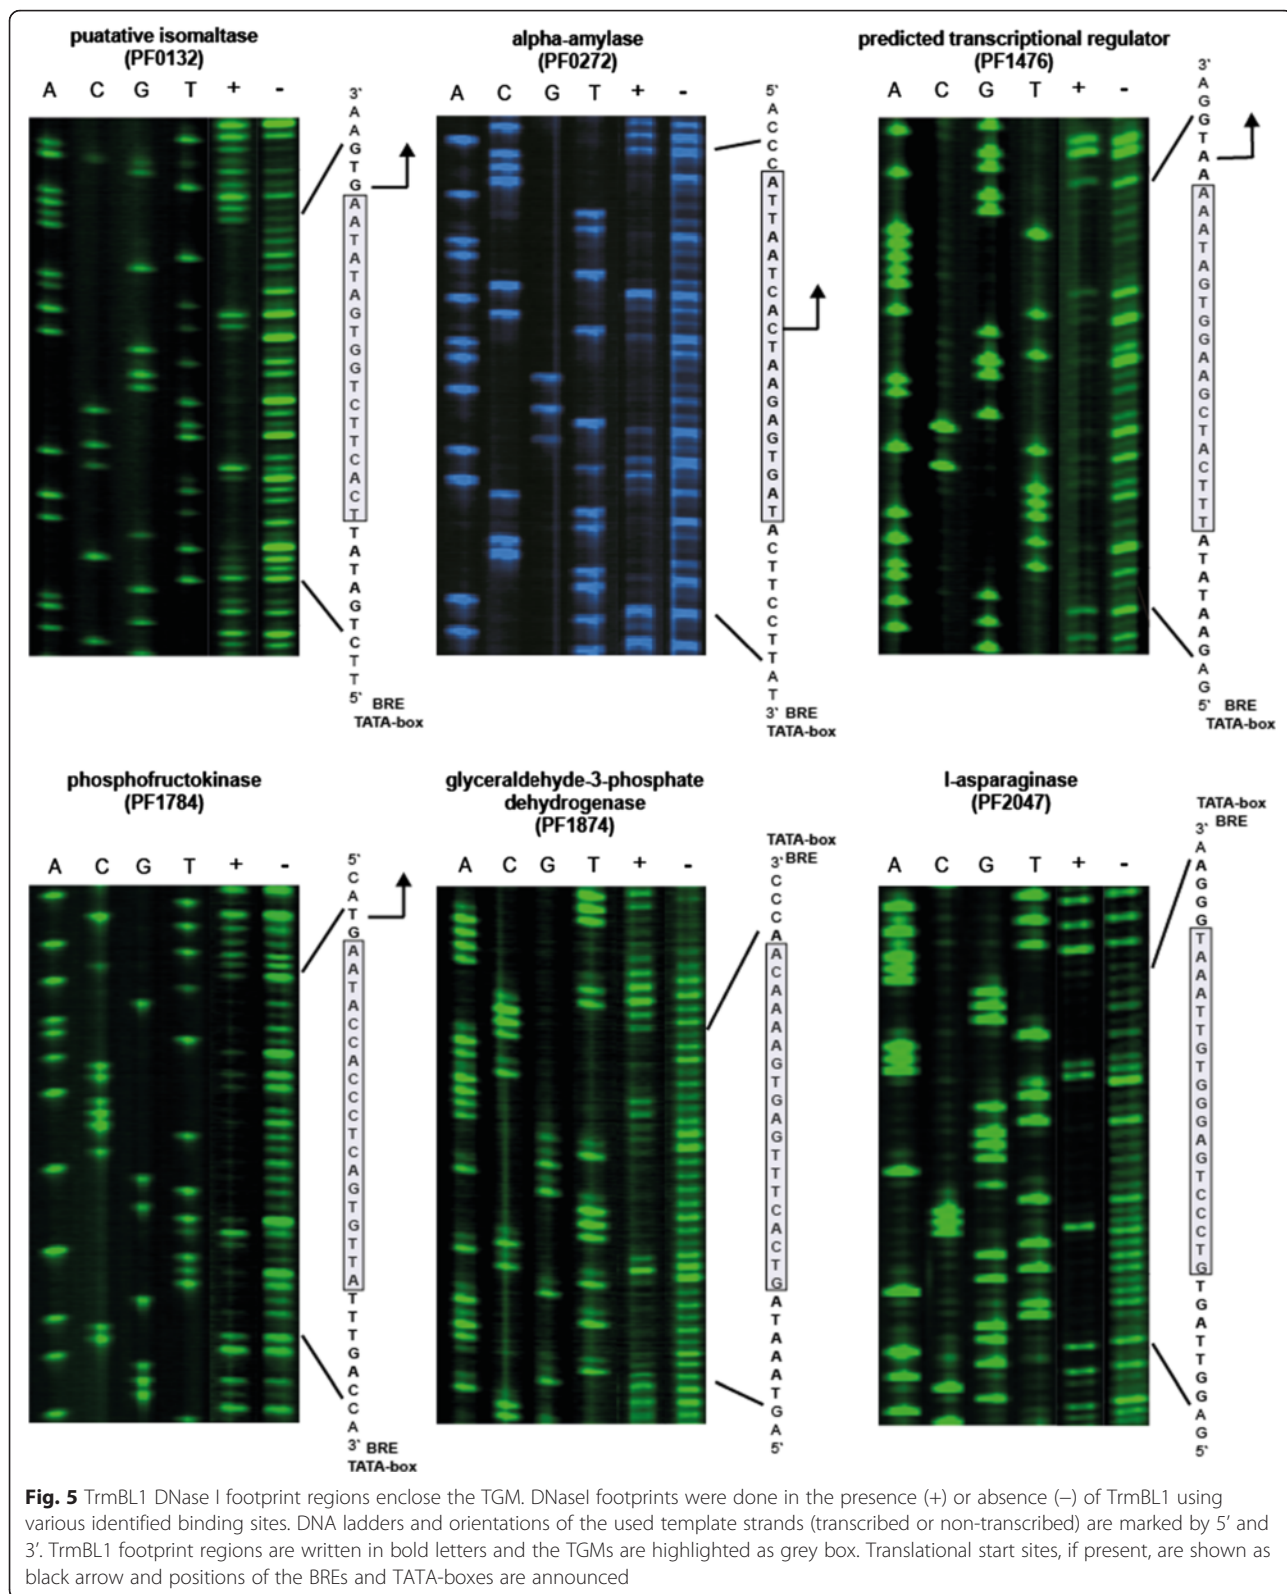 puatative isomaltase
(PF0132)
A C G T + -
3`
A
A
G
T
G
A
A
T
A
T
A
G
T
G
G
T
C
T
T
C
A
C
T
T
A
T
A
G
T
C
T
T
5`
BRE
TATA-box
alpha-amylase
(PF0272)
A C G T + -
5`
A
C
C
C
A
T
T
A
A
T
C
A
C
T
A
A
G
A
G
T
G
A
T
A
C
T
T
C
C
T
T
A
T
3` BRE
TATA-box
predicted transcriptional regulator
(PF1476)
A C G T + -
3`
A
G
G
T
A
A
A
A
A
T
A
G
T
G
G
A
A
G
C
T
A
C
T
T
T
A
T
A
T
A
A
G
A
G
5` BRE
TATA-box
phosphofructokinase
(PF1784)
A C G T + -
5`
C
A
T
G
A
A
T
A
C
C
A
C
C
C
T
C
A
G
T
G
T
T
A
T
T
T
G
A
C
C
A
3` BRE
TATA-box
glyceraldehyde-3-phosphate
dehydrogenase
(PF1874)
A C G T + -
TATA-box
3` BRE
C
C
C
A
A
C
A
A
A
A
G
T
G
A
G
T
T
T
C
A
C
T
G
A
T
A
A
A
T
G
A
5`
l-asparaginase
(PF2047)
A C G T + -
TATA-box
3` BRE
A
A
G
G
G
T
A
A
A
T
T
G
T
G
G
G
A
G
T
C
C
C
T
G
T
G
A
T
T
G
G
A
G
5`
Fig. 5 TrmBL1 DNase I footprint regions enclose the TGM. DNaseI footprints were done in the presence (+) or absence (−) of TrmBL1 using
various identified binding sites. DNA ladders and orientations of the used template strands (transcribed or non-transcribed) are marked by 5’ and
3’. TrmBL1 footprint regions are written in bold letters and the TGMs are highlighted as grey box. Translational start sites, if present, are shown as
black arrow and positions of the BREs and TATA-boxes are announced